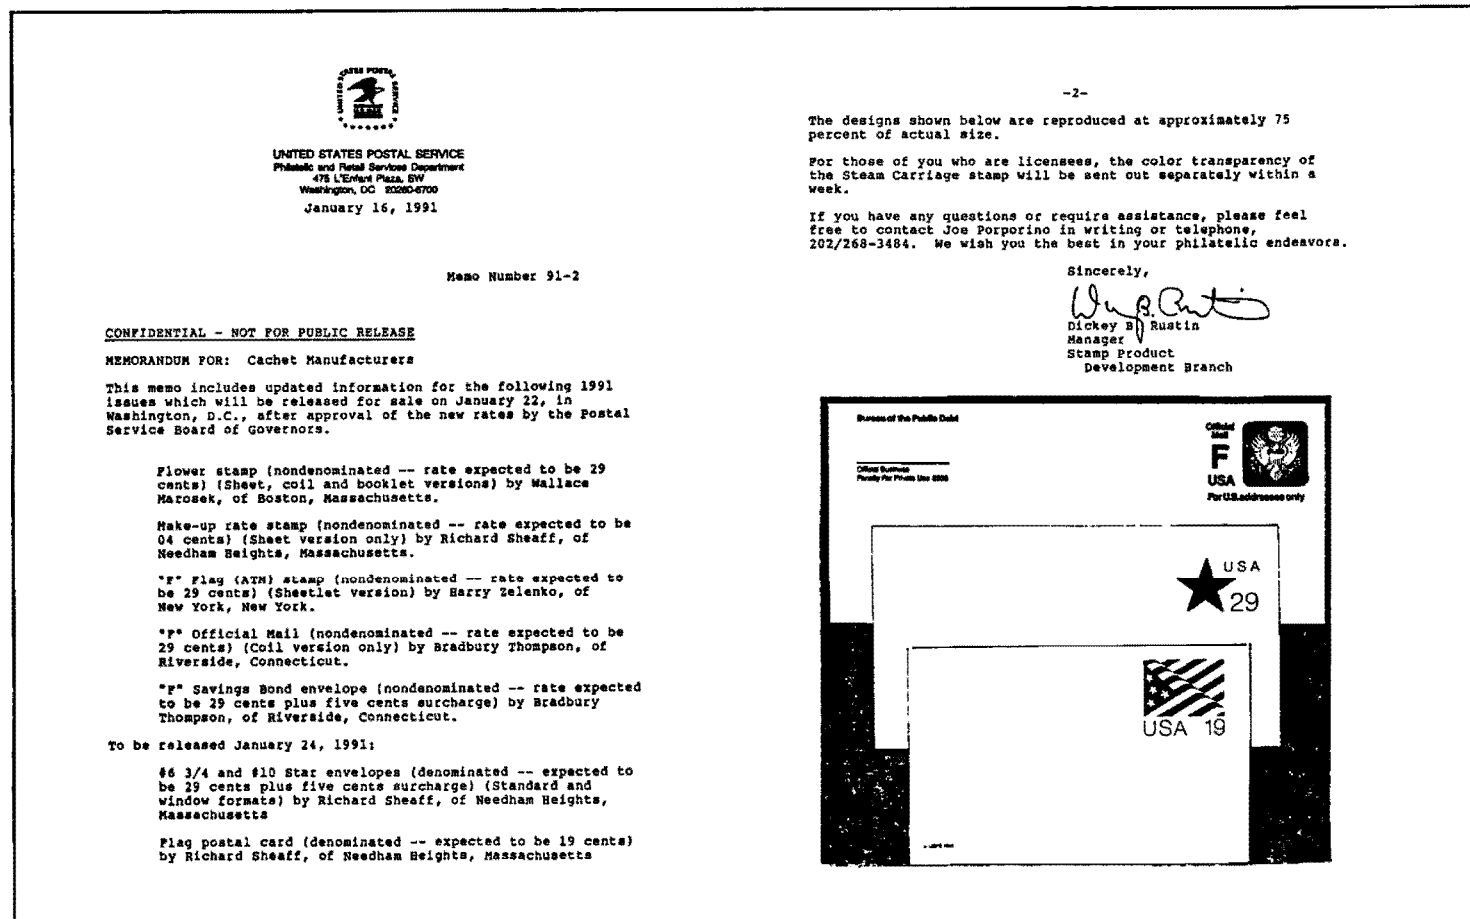 UNITED STATES POSTAL SERVICE
UNITED STATES POSTAL SERVICE
Philatelic and Retail Services Department
475 L'Enfant Plaza, SW
Washington, DC 20260-6700
January 16, 1991
Memo Number 91-2
CONFIDENTIAL - NOT FOR PUBLIC RELEASE
MEMORANDUM FOR: Cachet Manufacturers
This memo includes updated information for the following 1991
issues which will be released for sale on January 22, in
Washington, D.C., after approval of the new rates by the Postal
Service Board of Governors.
Flower stamp (nondenominated -- rate expected to be 29
cents) (Sheet, coil and booklet versions) by Wallace
Marosek, of Boston, Massachusetts.
Make-up rate stamp (nondenominated -- rate expected to be
04 cents) (Sheet version only) by Richard Sheaff, of
Needham Heights, Massachusetts.
"F" Flag (ATM) stamp (nondenominated -- rate expected to
be 29 cents) (Sheetlet version) by Harry Zelenko, of
New York, New York.
"F" Official Mail (nondenominated -- rate expected to be
29 cents) (Coil version only) by Bradbury Thompson, of
Riverside, Connecticut.
"F" Savings Bond envelope (nondenominated -- rate expected
to be 29 cents plus five cents surcharge) by Bradbury
Thompson, of Riverside, Connecticut.
To be released January 24, 1991:
#6 3/4 and #10 Star envelopes (denominated -- expected to
be 29 cents plus five cents surcharge) (Standard and
window formats) by Richard Sheaff, of Needham Heights,
Massachusetts
Flag postal card (denominated -- expected to be 19 cents)
by Richard Sheaff, of Needham Heights, Massachusetts
-2-
The designs shown below are reproduced at approximately 75
percent of actual size.
For those of you who are licensees, the color transparency of
the Steam Carriage stamp will be sent out separately within a
week.
If you have any questions or require assistance, please feel
free to contact Joe Porporino in writing or telephone,
202/268-3484. We wish you the best in your philatelic endeavors.
Sincerely,
Dickey B. Rustin
Manager
Stamp Product
Development Branch
Bureau of the Public Debt
Official Business
Penalty For Private Use $300
Official
Mail
F
USA
For U.S. addresses only
USA
29
USA 19